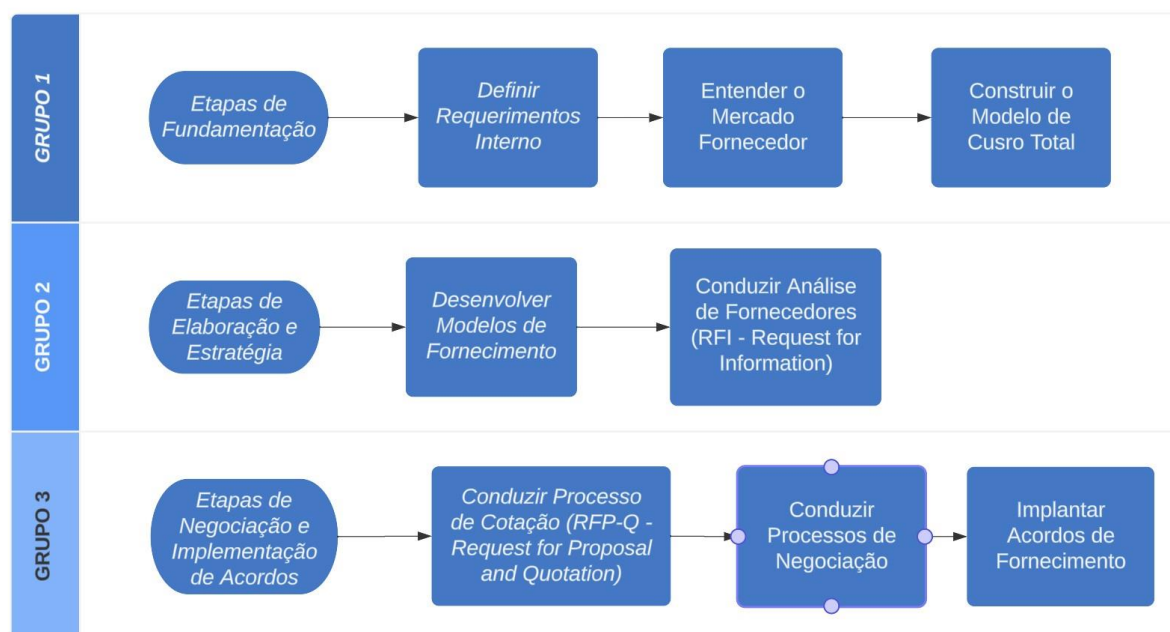 GRUPO 1
Etapas de
Fundamentação
Definir
Requerimentos
Interno
Entender o
Mercado
Fornecedor
Construir o
Modelo de
Cusro Total
GRUPO 2
Etapas de
Elaboração e
Estratégia
Desenvolver
Modelos de
Fornecimento
Conduzir Análise
de Fornecedores
(RFI - Request for
Information)
GRUPO 3
Etapas de
Negociação e
Implementação
de Acordos
Conduzir Processo
de Cotação (RFP-Q -
Request for Proposal
and Quotation)
Conduzir
Processos de
Negociação
Implantar
Acordos de
Fornecimento